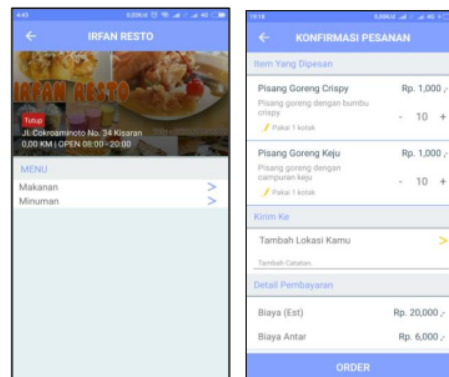 4:43
IRFAN RESTO
IRFAN RESTO
Tutup
Jl. Cokroaminoto No. 34 Kisaran
0,00 KM | OPEN 08:00 - 20:00
MENU
Makanan
>
Minuman
>
KONFIRMASI PESANAN
Item Yang Dipesan
Pisang Goreng Crispy
Rp. 1,000 ,-
Pisang goreng dengan bumbu
crispy
- 10 +
Pakai 1 kotak
Pisang Goreng Keju
Rp. 1,000 ,-
Pisang goreng dengan
campuran keju
- 10 +
Pakai 1 kotak
Kirim Ke
Tambah Lokasi Kamu
>
Tambah Catatan..
Detail Pembayaran
Biaya (Est)
Rp. 20,000 ,-
Biaya Antar
Rp. 6,000 ,-
ORDER